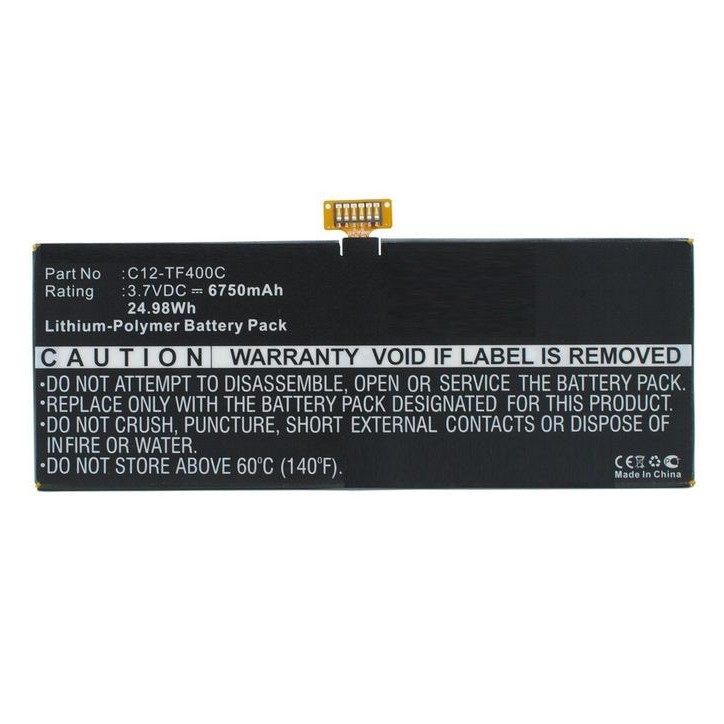 Part No : C12-TF400C
Rating : 3.7VDC ⎓ 6750mAh
24.98Wh
Lithium-Polymer Battery Pack
CAUTION WARRANTY VOID IF LABEL IS REMOVED
•DO NOT ATTEMPT TO DISASSEMBLE, OPEN OR SERVICE THE BATTERY PACK.
•REPLACE ONLY WITH THE BATTERY PACK DESIGNATED FOR THIS PRODUCT.
•DO NOT CRUSH, PUNCTURE, SHORT EXTERNAL CONTACTS OR DISPOSE OF
INFIRE OR WATER.
•DO NOT STORE ABOVE 60°C (140°F).
CE
Made In China